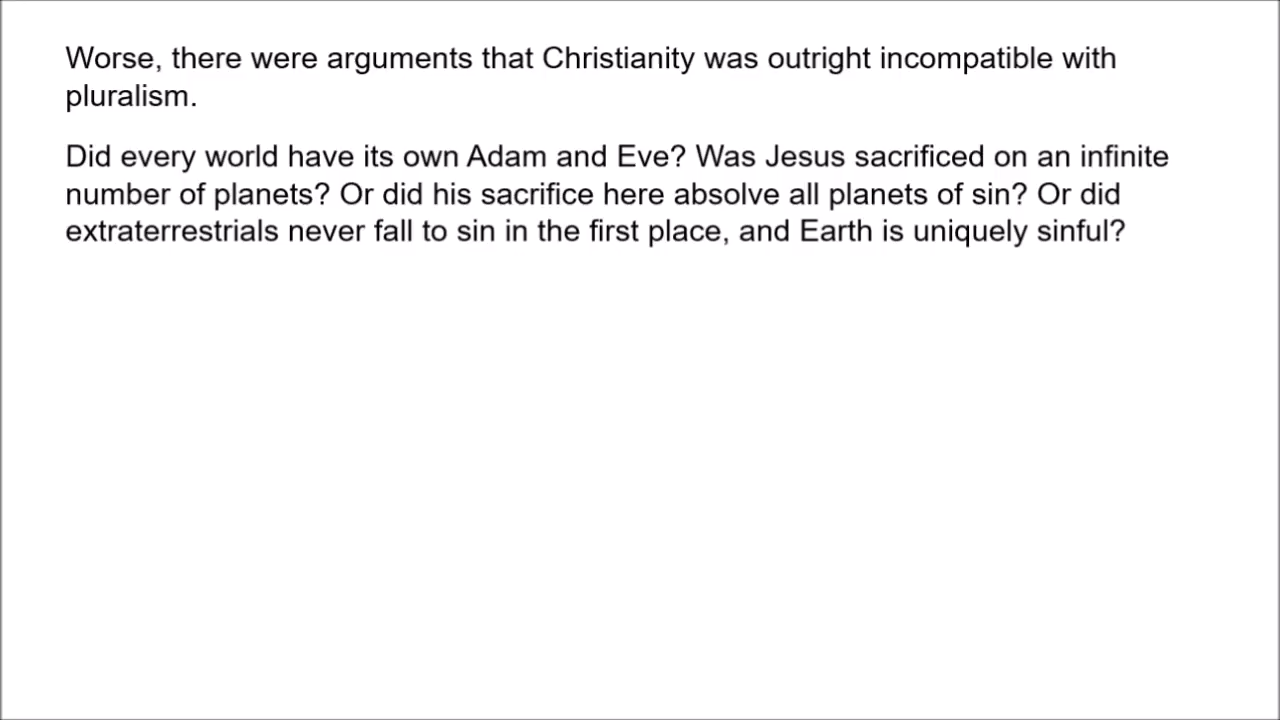 Worse, there were arguments that Christianity was outright incompatible with
pluralism.
Did every world have its own Adam and Eve? Was Jesus sacrificed on an infinite
number of planets? Or did his sacrifice here absolve all planets of sin? Or did
extraterrestrials never fall to sin in the first place, and Earth is uniquely sinful?